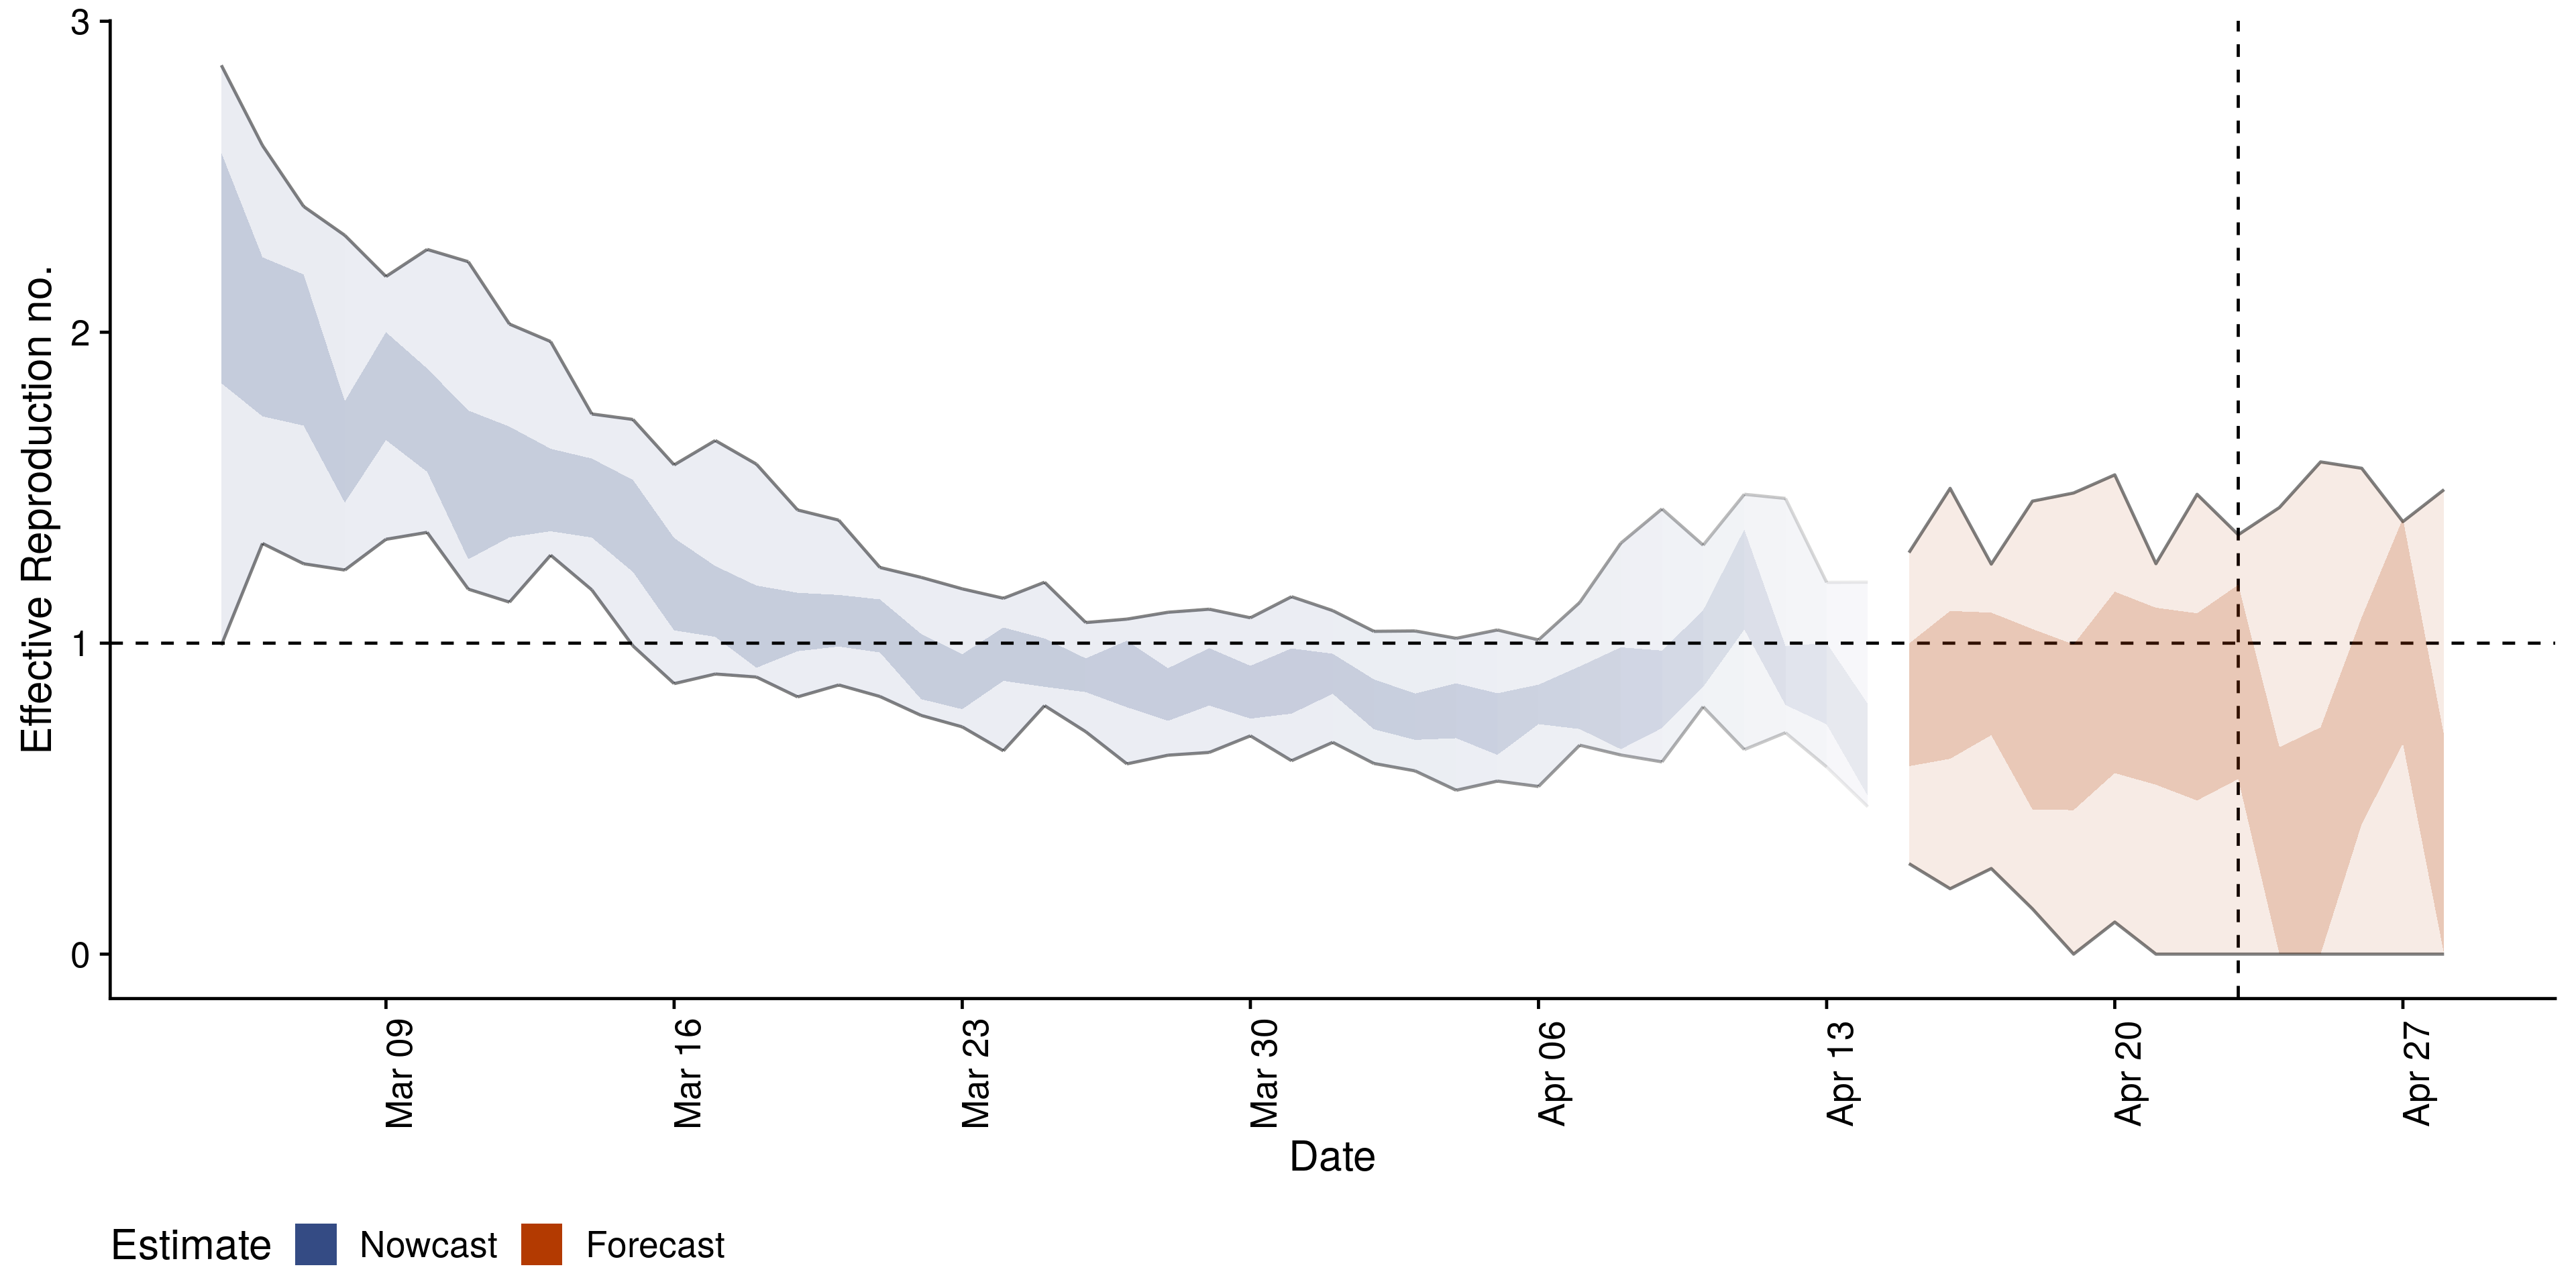 Effective Reproduction no.
3
2
1
0
Mar 09
Mar 16
Mar 23
Mar 30
Apr 06
Apr 13
Apr 20
Apr 27
Date
Estimate Nowcast Forecast